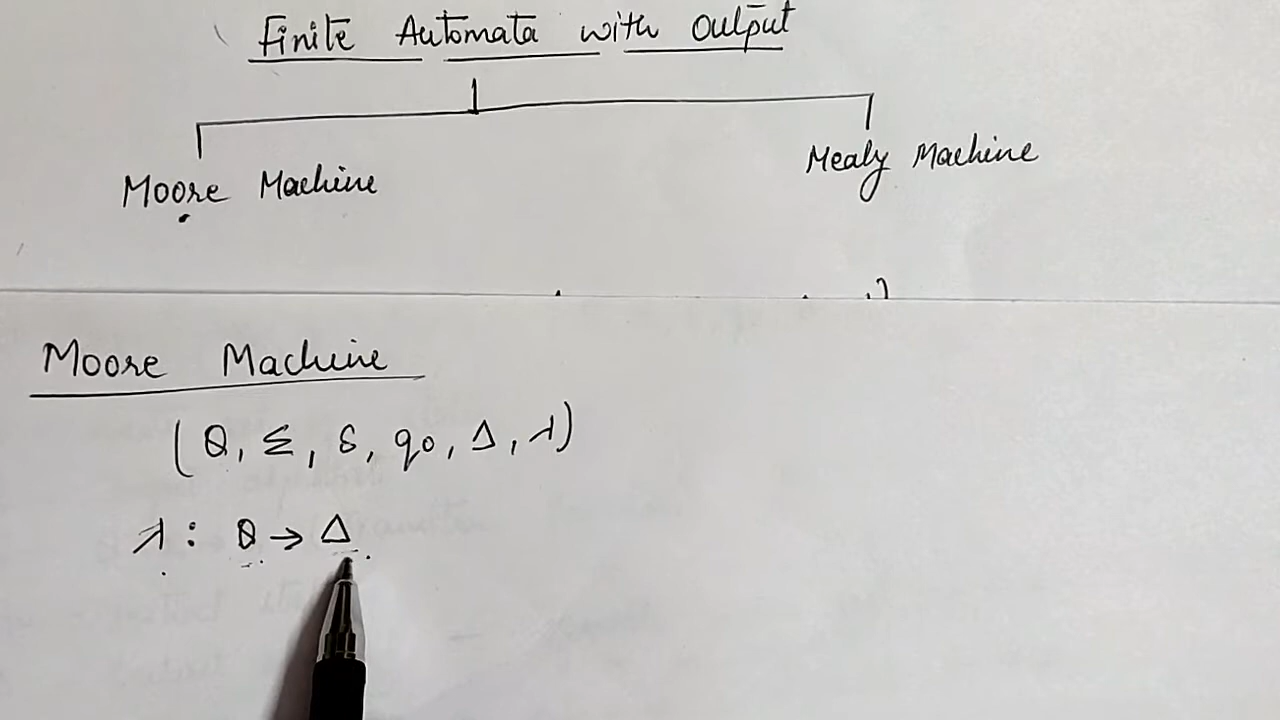 Finite Automata with Output
Moore Machine
Mealy Machine
Moore Machine
(Q, Σ, δ, q0, Δ, λ)
λ: Q → Δ